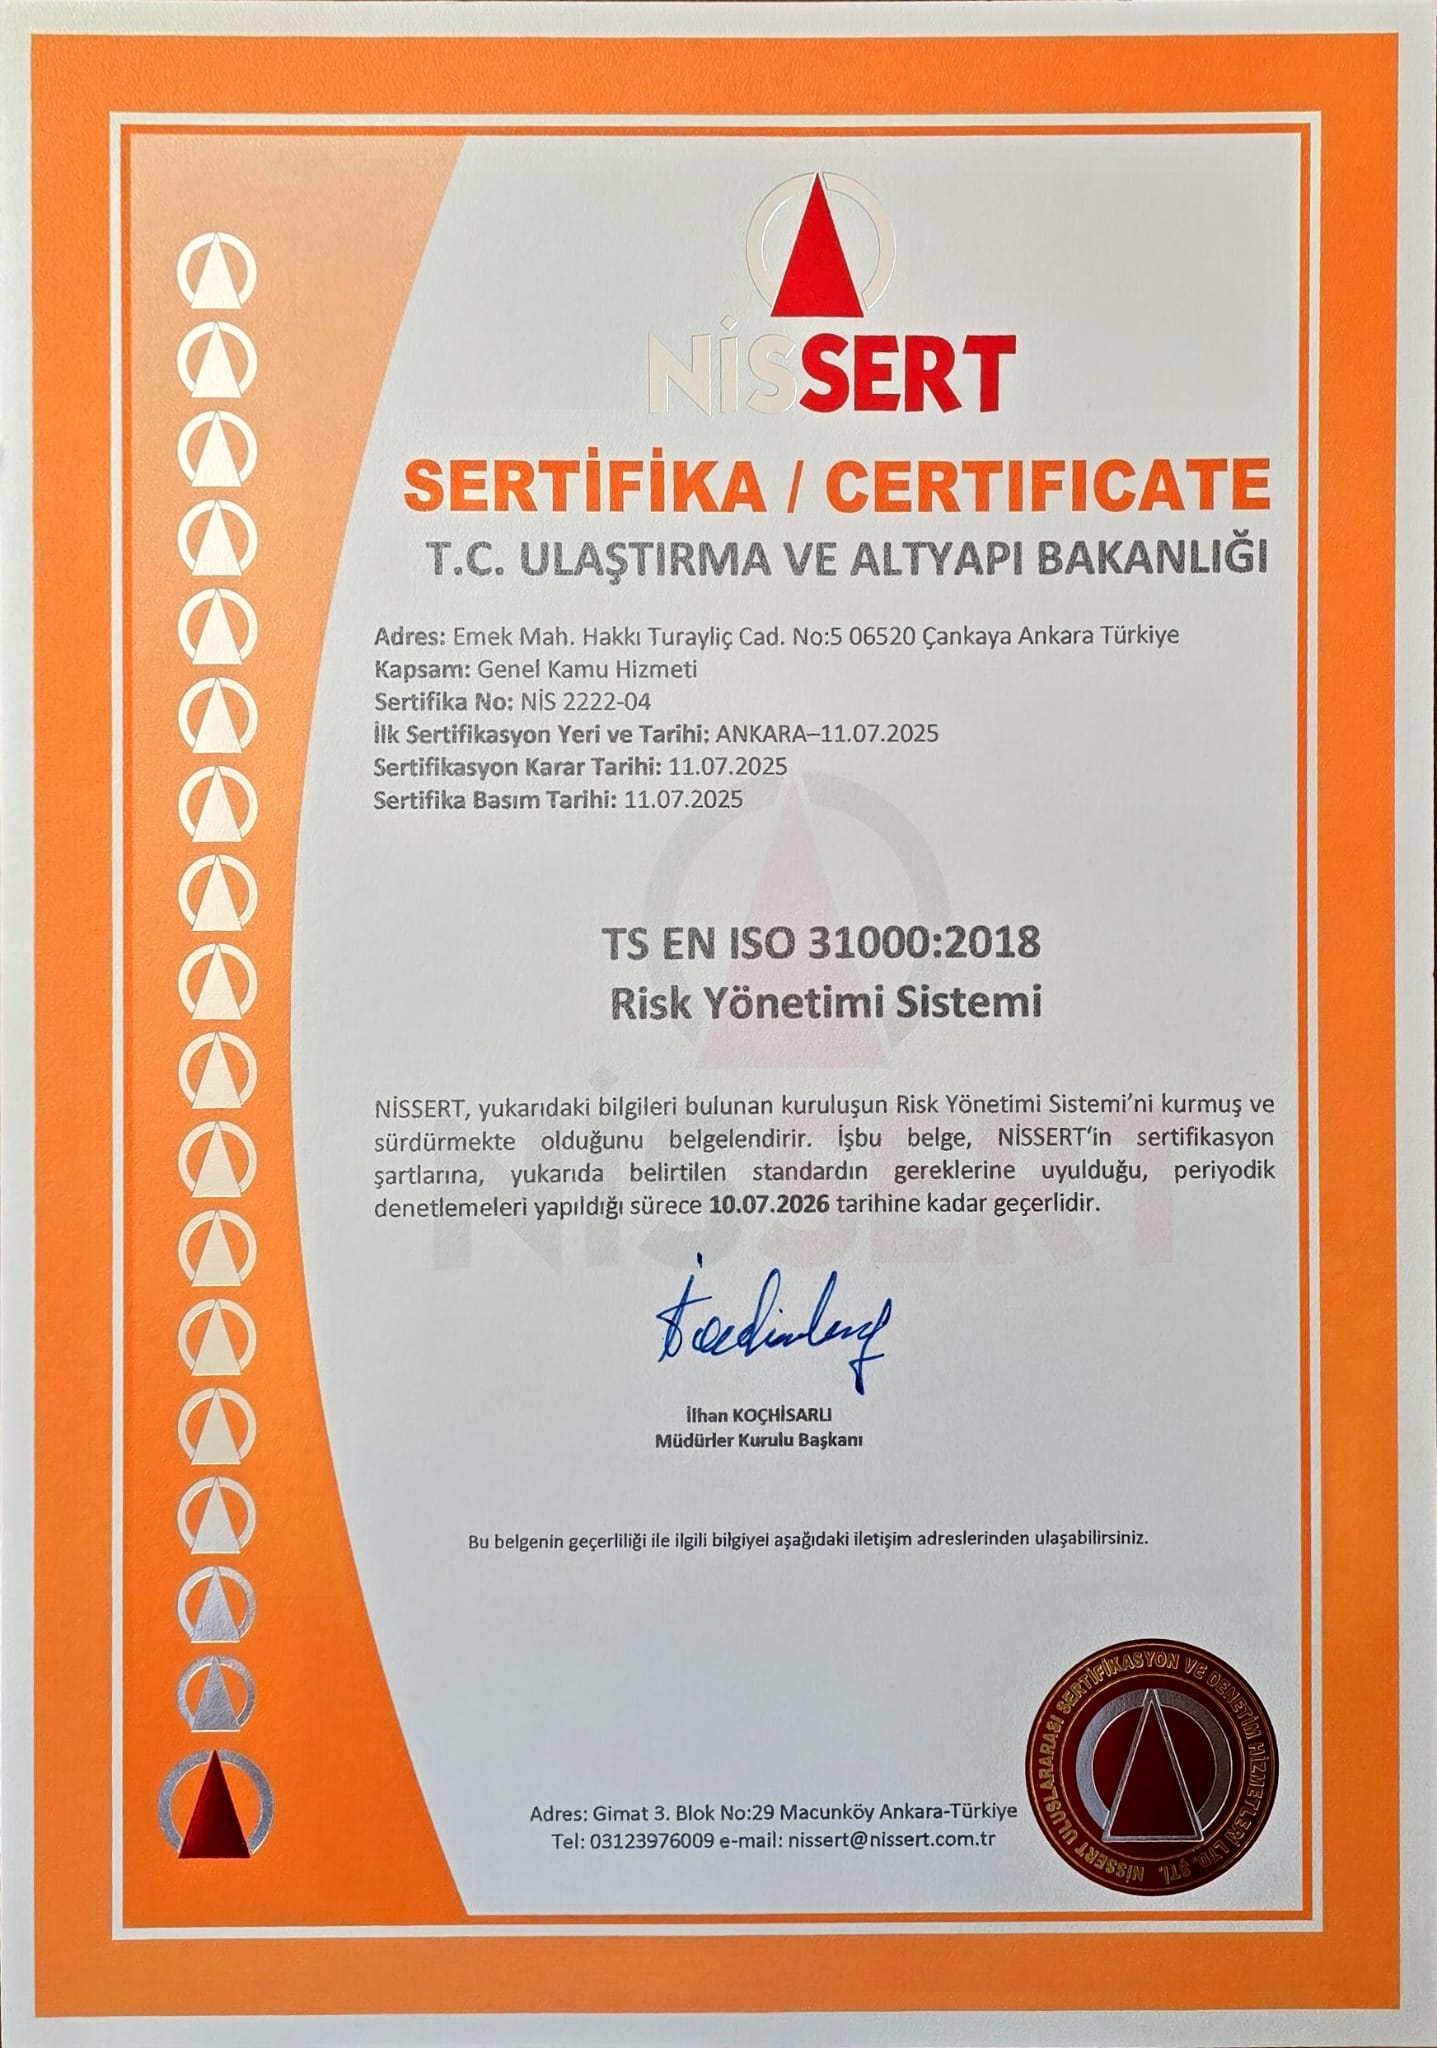 NİSSERT
SERTİFİKA / CERTIFICATE
T.C. ULAŞTIRMA VE ALTYAPI BAKANLIĞI
Adres: Emek Mah. Hakkı Turayliç Cad. No:5 06520 Çankaya Ankara Türkiye
Kapsam: Genel Kamu Hizmeti
Sertifika No: NİS 2222-04
İlk Sertifikasyon Yeri ve Tarihi: ANKARA–11.07.2025
Sertifikasyon Karar Tarihi: 11.07.2025
Sertifika Basım Tarihi: 11.07.2025
TS EN ISO 31000:2018
Risk Yönetimi Sistemi
NİSSERT, yukarıdaki bilgileri bulunan kuruluşun Risk Yönetimi Sistemi’ni kurmuş ve
sürdürmekte olduğunu belgelendirir. İşbu belge, NİSSERT‘in sertifikasyon
şartlarına, yukarıda belirtilen standardın gereklerine uyulduğu, periyodik
denetlemeleri yapıldığı sürece 10.07.2026 tarihine kadar geçerlidir.
İlhan KOÇHİSARLI
Müdürler Kurulu Başkanı
Bu belgenin geçerliliği ile ilgili bilgiyei aşağıdaki iletişim adreslerinden ulaşabilirsiniz.
Adres: Gimat 3. Blok No:29 Macunköy Ankara-Türkiye
Tel: 03123976009 e-mail: nissert@nissert.com.tr
NİSSERT ULUSLARARASI SERTİFİKASYON VE DENETİM HİZMETLERİ LTD. ŞTİ.